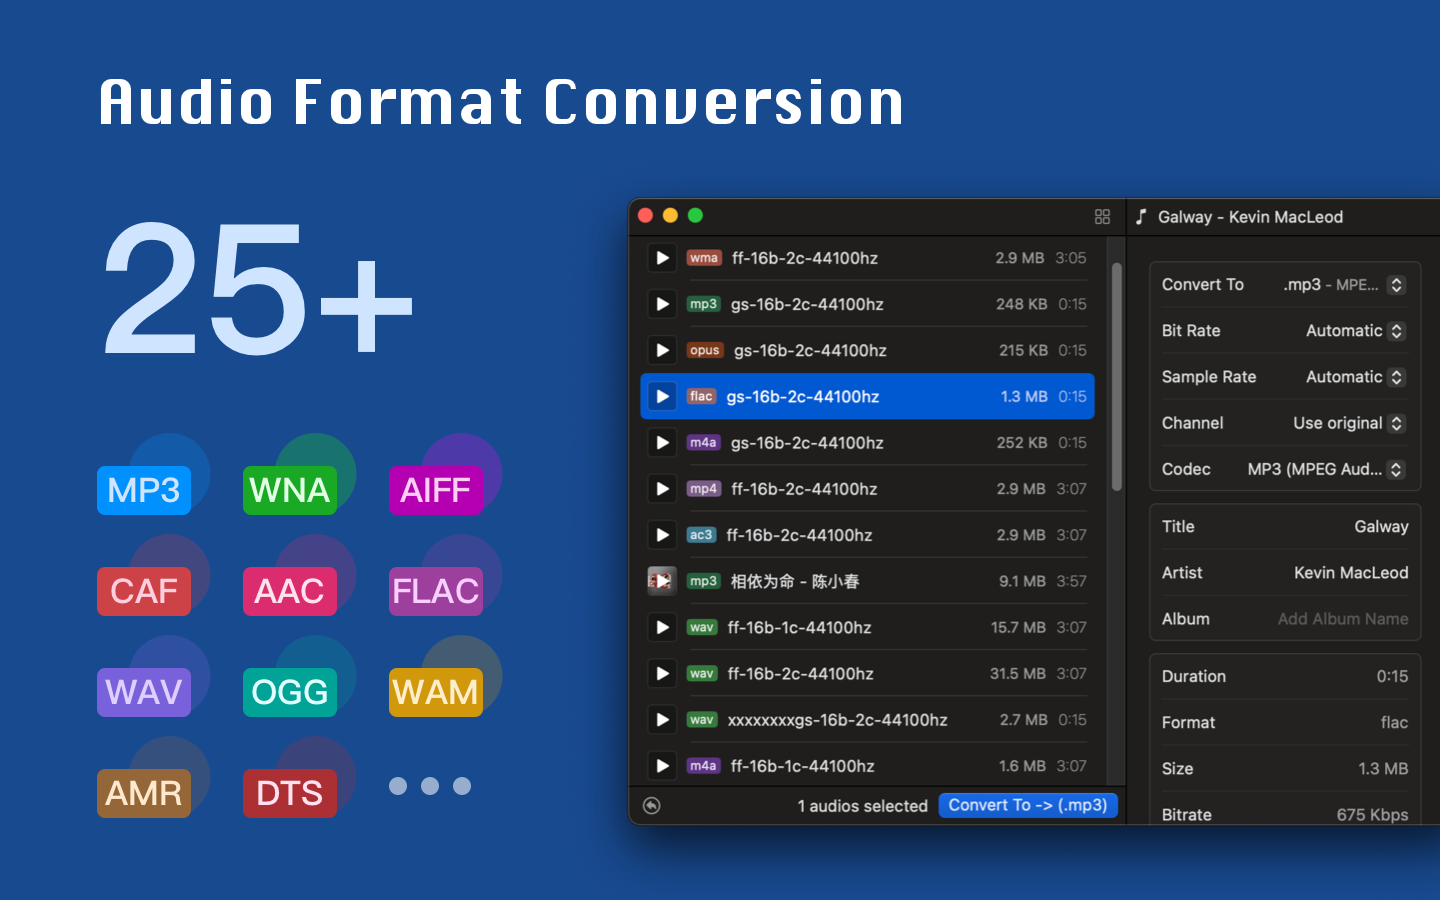 Audio Format Conversion
25+
MP3 WNA AIFF
CAF AAC FLAC
WAV OGG WAM
AMR DTS
Galway - Kevin MacLeod
wma ff-16b-2c-44100hz 2.9 MB 3:05
mp3 gs-16b-2c-44100hz 248 KB 0:15
opus gs-16b-2c-44100hz 215 KB 0:15
flac gs-16b-2c-44100hz 1.3 MB 0:15
m4a gs-16b-2c-44100hz 252 KB 0:15
mp4 ff-16b-2c-44100hz 2.9 MB 3:07
ac3 ff-16b-2c-44100hz 2.9 MB 3:07
mp3 相依为命 - 陈小春 9.1 MB 3:57
wav ff-16b-1c-44100hz 15.7 MB 3:07
wav ff-16b-2c-44100hz 31.5 MB 3:07
wav xxxxxxxxgs-16b-2c-44100hz 2.7 MB 0:15
m4a ff-16b-1c-44100hz 1.6 MB 3:07
1 audios selected Convert To -> (.mp3)
Convert To .mp3 - MPE...
Bit Rate Automatic
Sample Rate Automatic
Channel Use original
Codec MP3 (MPEG Aud...
Title Galway
Artist Kevin MacLeod
Album Add Album Name
Duration 0:15
Format flac
Size 1.3 MB
Bitrate 675 Kbps